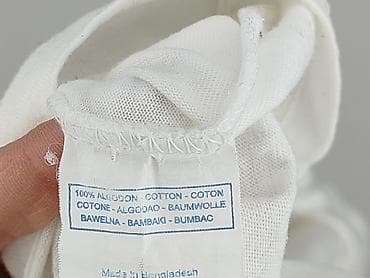 100% ALGODON - COTTON - COTON
COTONE - ALGODAO - BAUMWOLLE
BAWELNA - BAMBAKI - BUMBAC
Made in Bangladesh